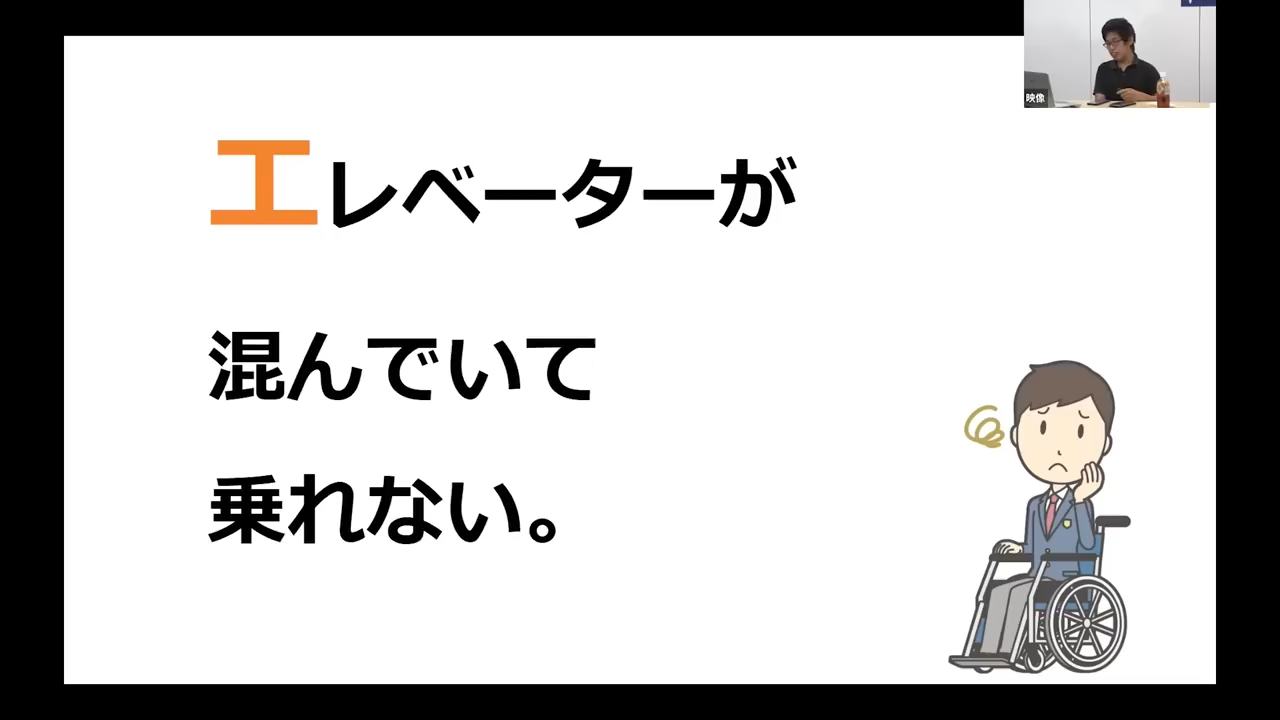 エレベーターが
混んでいて
乗れない。
映像